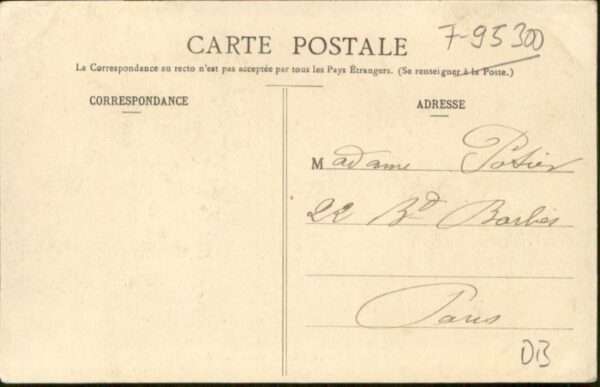 CARTE POSTALE
7-95300
La Correspondance au recto n'est pas acceptée par tous les Pays Étrangers. (Se renseigner à la Poste.)
CORRESPONDANCE
ADRESSE
Madame Potier
22 Bd Barbès
Paris
DB